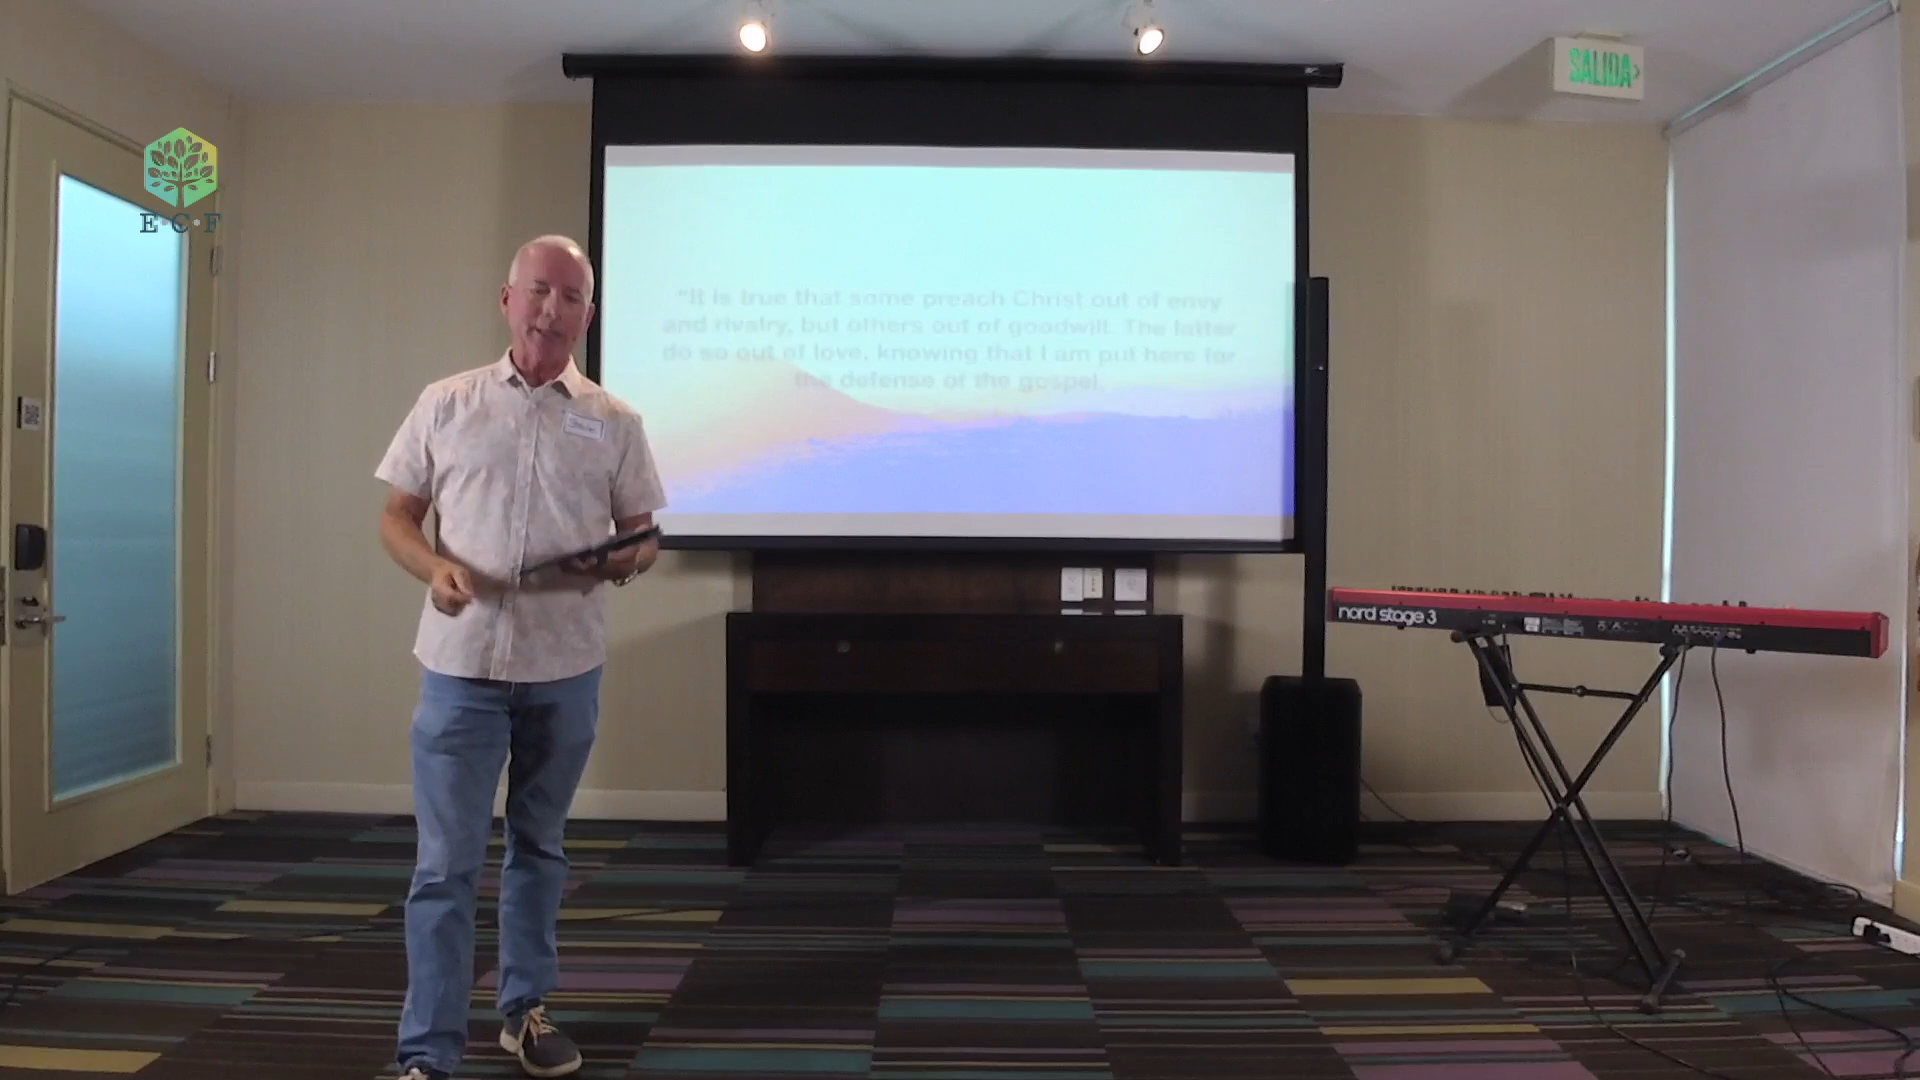 SALIDA
E·C·F
"It is true that some preach Christ out of envy
and rivalry, but others out of goodwill. The latter
do so out of love, knowing that I am put here for
the defense of the gospel.
nord stage 3